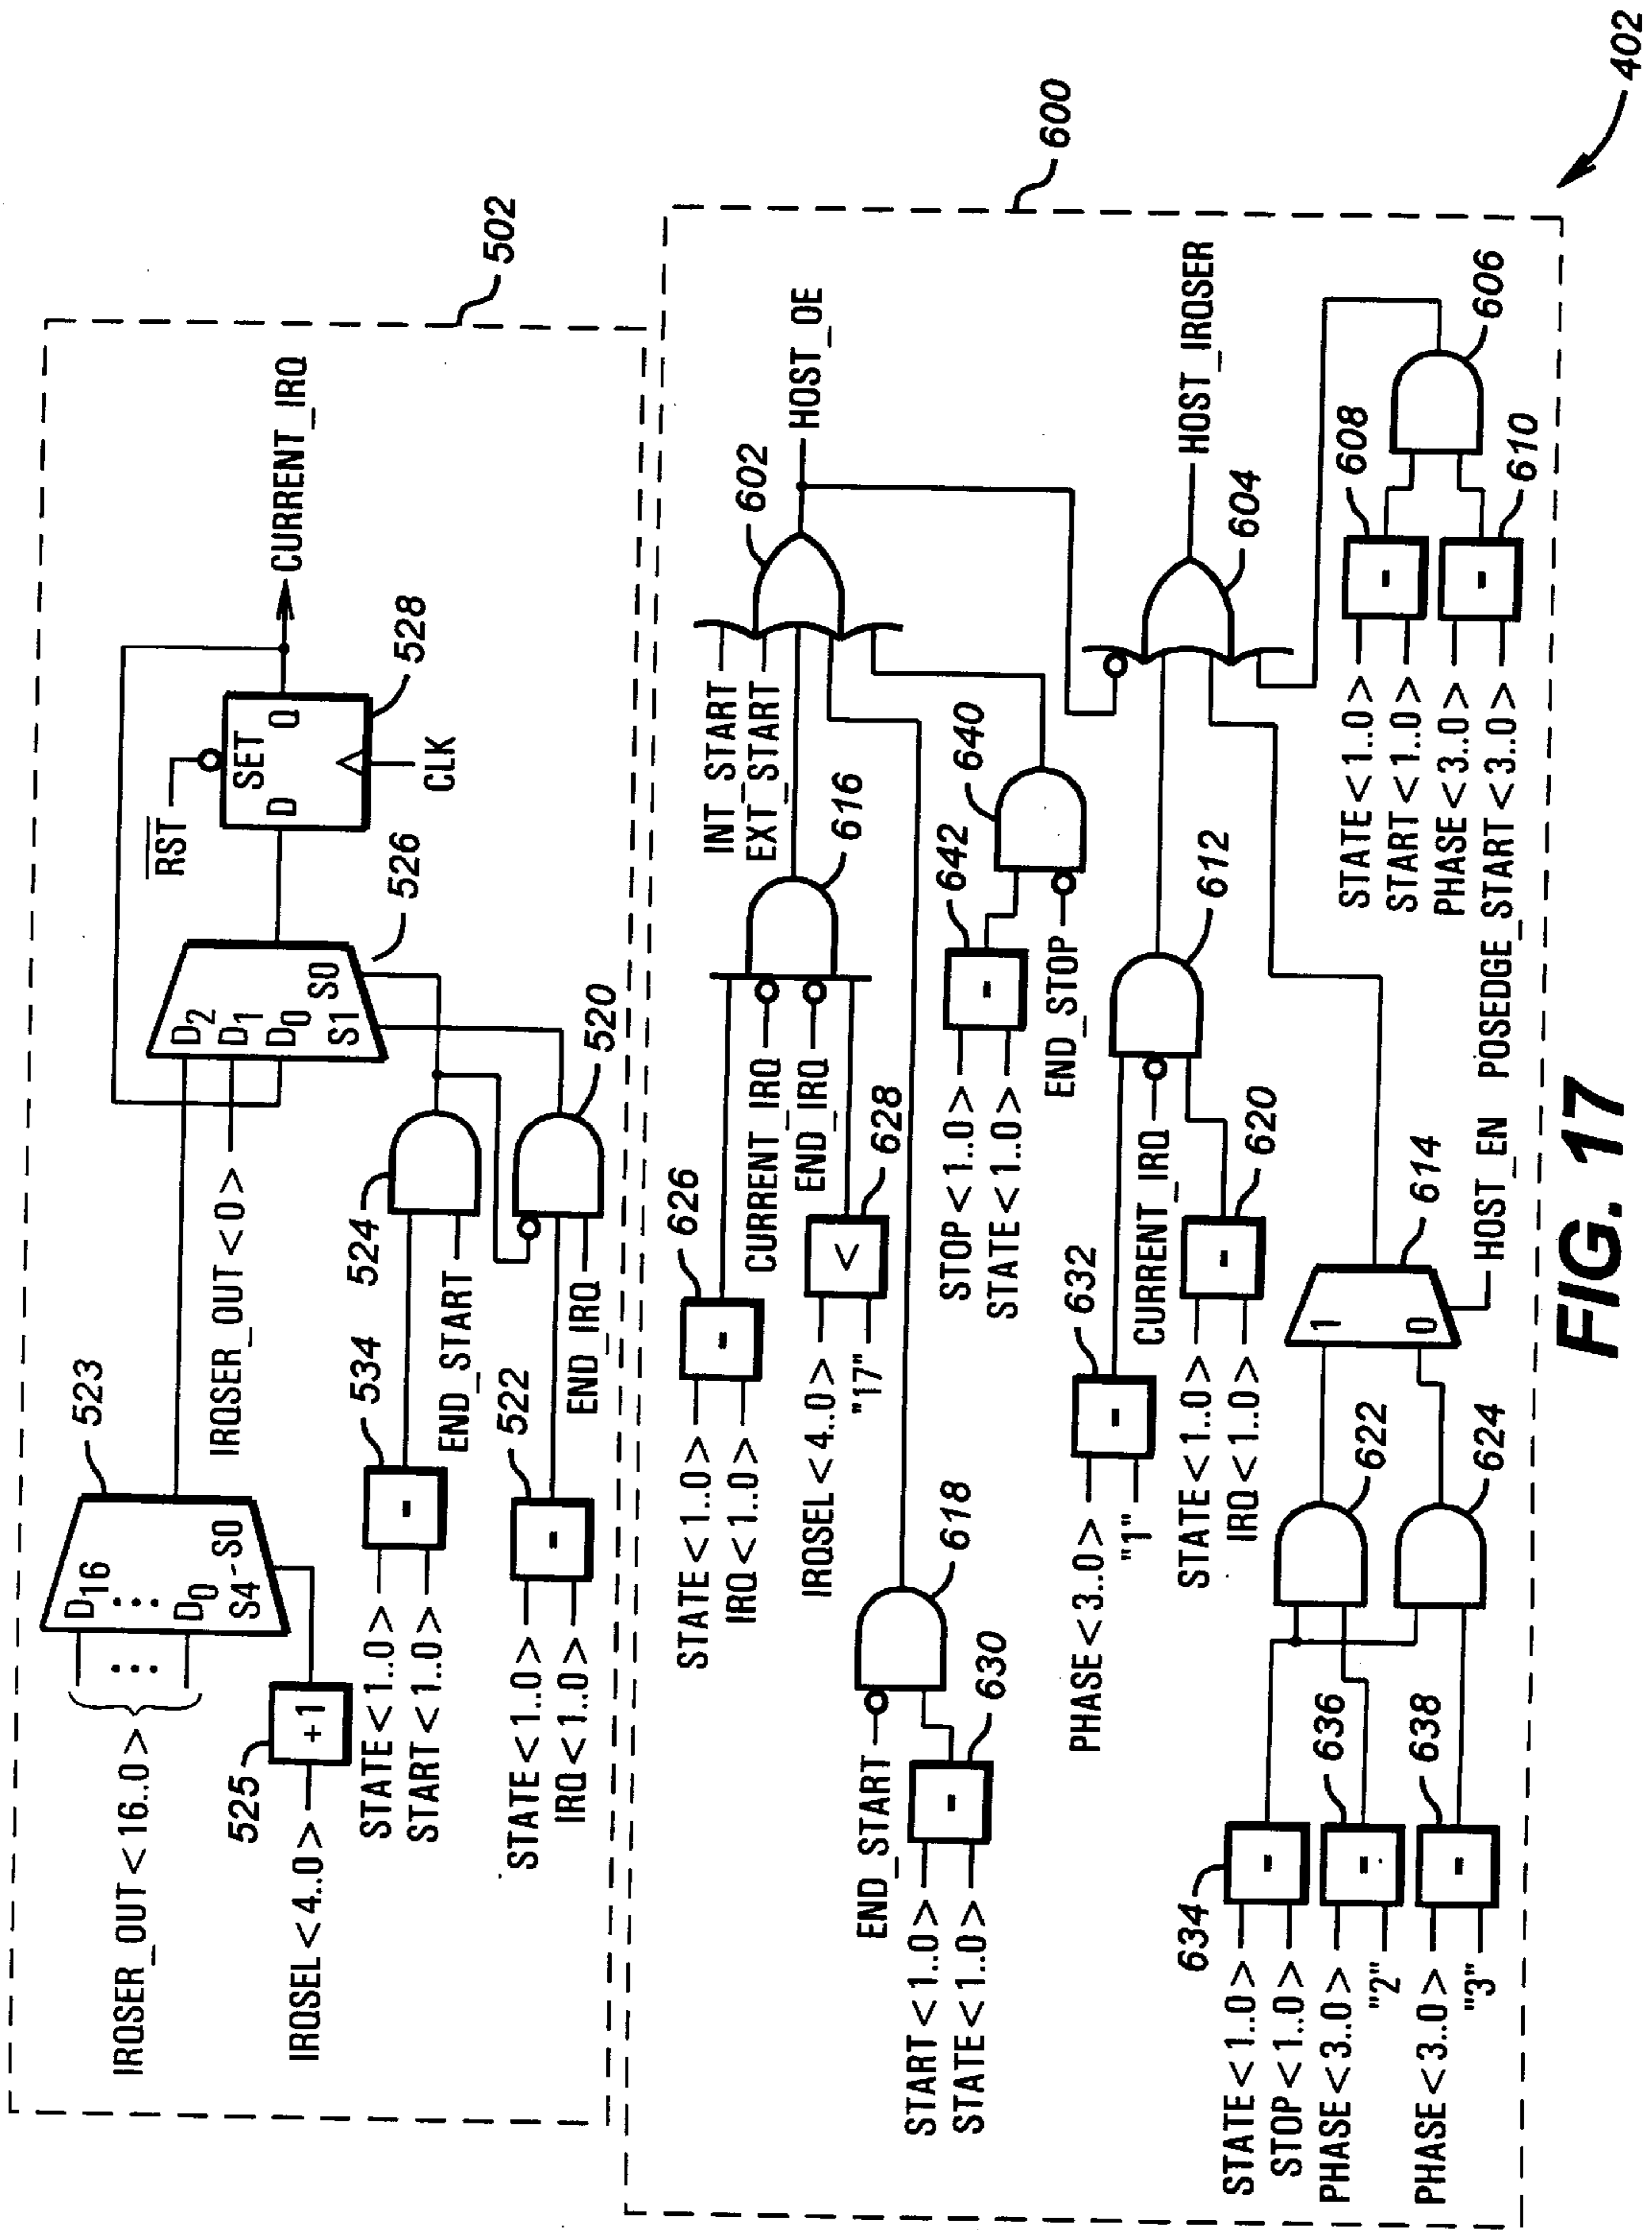 502
IRQSER_OUT<16..0>
D16
D0
S4-S0
523
IRQSEL<4..0>
+1
525
IRQSER_OUT<0>
D2
D1
D0
S1
S0
526
RST
SET
D
Q
CLK
528
CURRENT_IRQ
STATE<1..0>
START<1..0>
=
534
END_START
524
STATE<1..0>
IRQ<1..0>
=
522
END_IRQ
520
600
STATE<1..0>
IRQ<1..0>
=
626
CURRENT_IRQ
END_IRQ
IRQSEL<4..0>
"17"
<
628
616
INT_START
EXT_START
602
HOST_OE
END_START
START<1..0>
STATE<1..0>
=
630
618
STOP<1..0>
STATE<1..0>
=
642
END_STOP
640
PHASE<3..0>
"1"
=
632
CURRENT_IRQ
STATE<1..0>
IRQ<1..0>
=
620
612
604
HOST_IRQSER
STATE<1..0>
STOP<1..0>
=
634
PHASE<3..0>
"2"
=
636
PHASE<3..0>
"3"
=
638
622
624
1
0
614
HOST_EN
STATE<1..0>
START<1..0>
=
608
PHASE<3..0>
POSEDGE_START<3..0>
=
610
606
402
FIG. 17